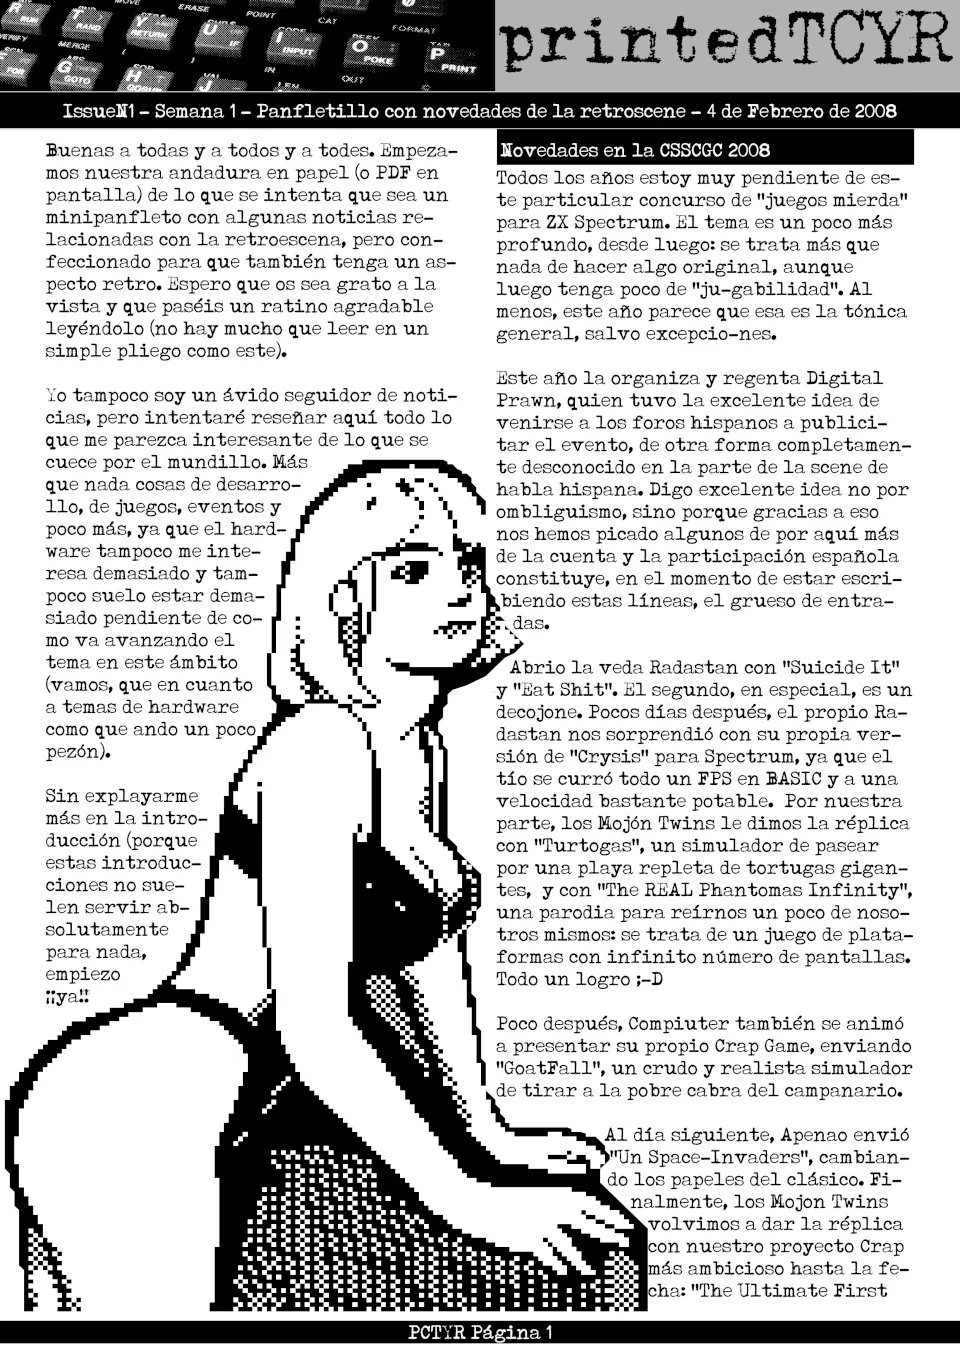 printedTCYR
R
RUN
T
RAND
Y
RETURN
U
IF
I
INPUT
O
POKE
P
PRINT
MOVE
ERASE
POINT
CAT
FORMAT
VERIFY
MERGE
FOR
G
GOTO
H
GOSUB
J
VAL
IN
LEN
OUT
IssueN1 - Semana 1 - Panfletillo con novedades de la retroscene - 4 de Febrero de 2008
Buenas a todas y a todos y a todes. Empeza-
mos nuestra andadura en papel (o PDF en
pantalla) de lo que se intenta que sea un
minipanfleto con algunas noticias re-
lacionadas con la retroescena, pero con-
feccionado para que también tenga un as-
pecto retro. Espero que os sea grato a la
vista y que paséis un ratino agradable
leyéndolo (no hay mucho que leer en un
simple pliego como este).
Yo tampoco soy un ávido seguidor de noti-
cias, pero intentaré reseñar aquí todo lo
que me parezca interesante de lo que se
cuece por el mundillo. Más
que nada cosas de desarro-
llo, de juegos, eventos y
poco más, ya que el hard-
ware tampoco me inte-
resa demasiado y tam-
poco suelo estar dema-
siado pendiente de co-
mo va avanzando el
tema en este ámbito
(vamos, que en cuanto
a temas de hardware
como que ando un poco
pezón).
Sin explayarme
más en la intro-
ducción (porque
estas introduc-
ciones no sue-
len servir ab-
solutamente
para nada,
empiezo
¡¡ya!!
Novedades en la CSSCGC 2008
Todos los años estoy muy pendiente de es-
te particular concurso de "juegos mierda"
para ZX Spectrum. El tema es un poco más
profundo, desde luego: se trata más que
nada de hacer algo original, aunque
luego tenga poco de "ju-gabilidad". Al
menos, este año parece que esa es la tónica
general, salvo excepcio-nes.
Este año la organiza y regenta Digital
Prawn, quien tuvo la excelente idea de
venirse a los foros hispanos a publici-
tar el evento, de otra forma completamen-
te desconocido en la parte de la scene de
habla hispana. Digo excelente idea no por
ombliguismo, sino porque gracias a eso
nos hemos picado algunos de por aquí más
de la cuenta y la participación española
constituye, en el momento de estar escri-
biendo estas líneas, el grueso de entra-
das.
Abrio la veda Radastan con "Suicide It"
y "Eat Shit". El segundo, en especial, es un
decojone. Pocos días después, el propio Ra-
dastan nos sorprendió con su propia ver-
sión de "Crysis" para Spectrum, ya que el
tío se curró todo un FPS en BASIC y a una
velocidad bastante potable. Por nuestra
parte, los Mojón Twins le dimos la réplica
con "Turtogas", un simulador de pasear
por una playa repleta de tortugas gigan-
tes, y con "The REAL Phantomas Infinity",
una parodia para reírnos un poco de noso-
tros mismos: se trata de un juego de plata-
formas con infinito número de pantallas.
Todo un logro ;-D
Poco después, Compiuter también se animó
a presentar su propio Crap Game, enviando
"GoatFall", un crudo y realista simulador
de tirar a la pobre cabra del campanario.
Al día siguiente, Apenao envió
"Un Space-Invaders", cambian-
do los papeles del clásico. Fi-
nalmente, los Mojon Twins
volvimos a dar la réplica
con nuestro proyecto Crap
más ambicioso hasta la fe-
cha: "The Ultimate First
PCTYR Página 1